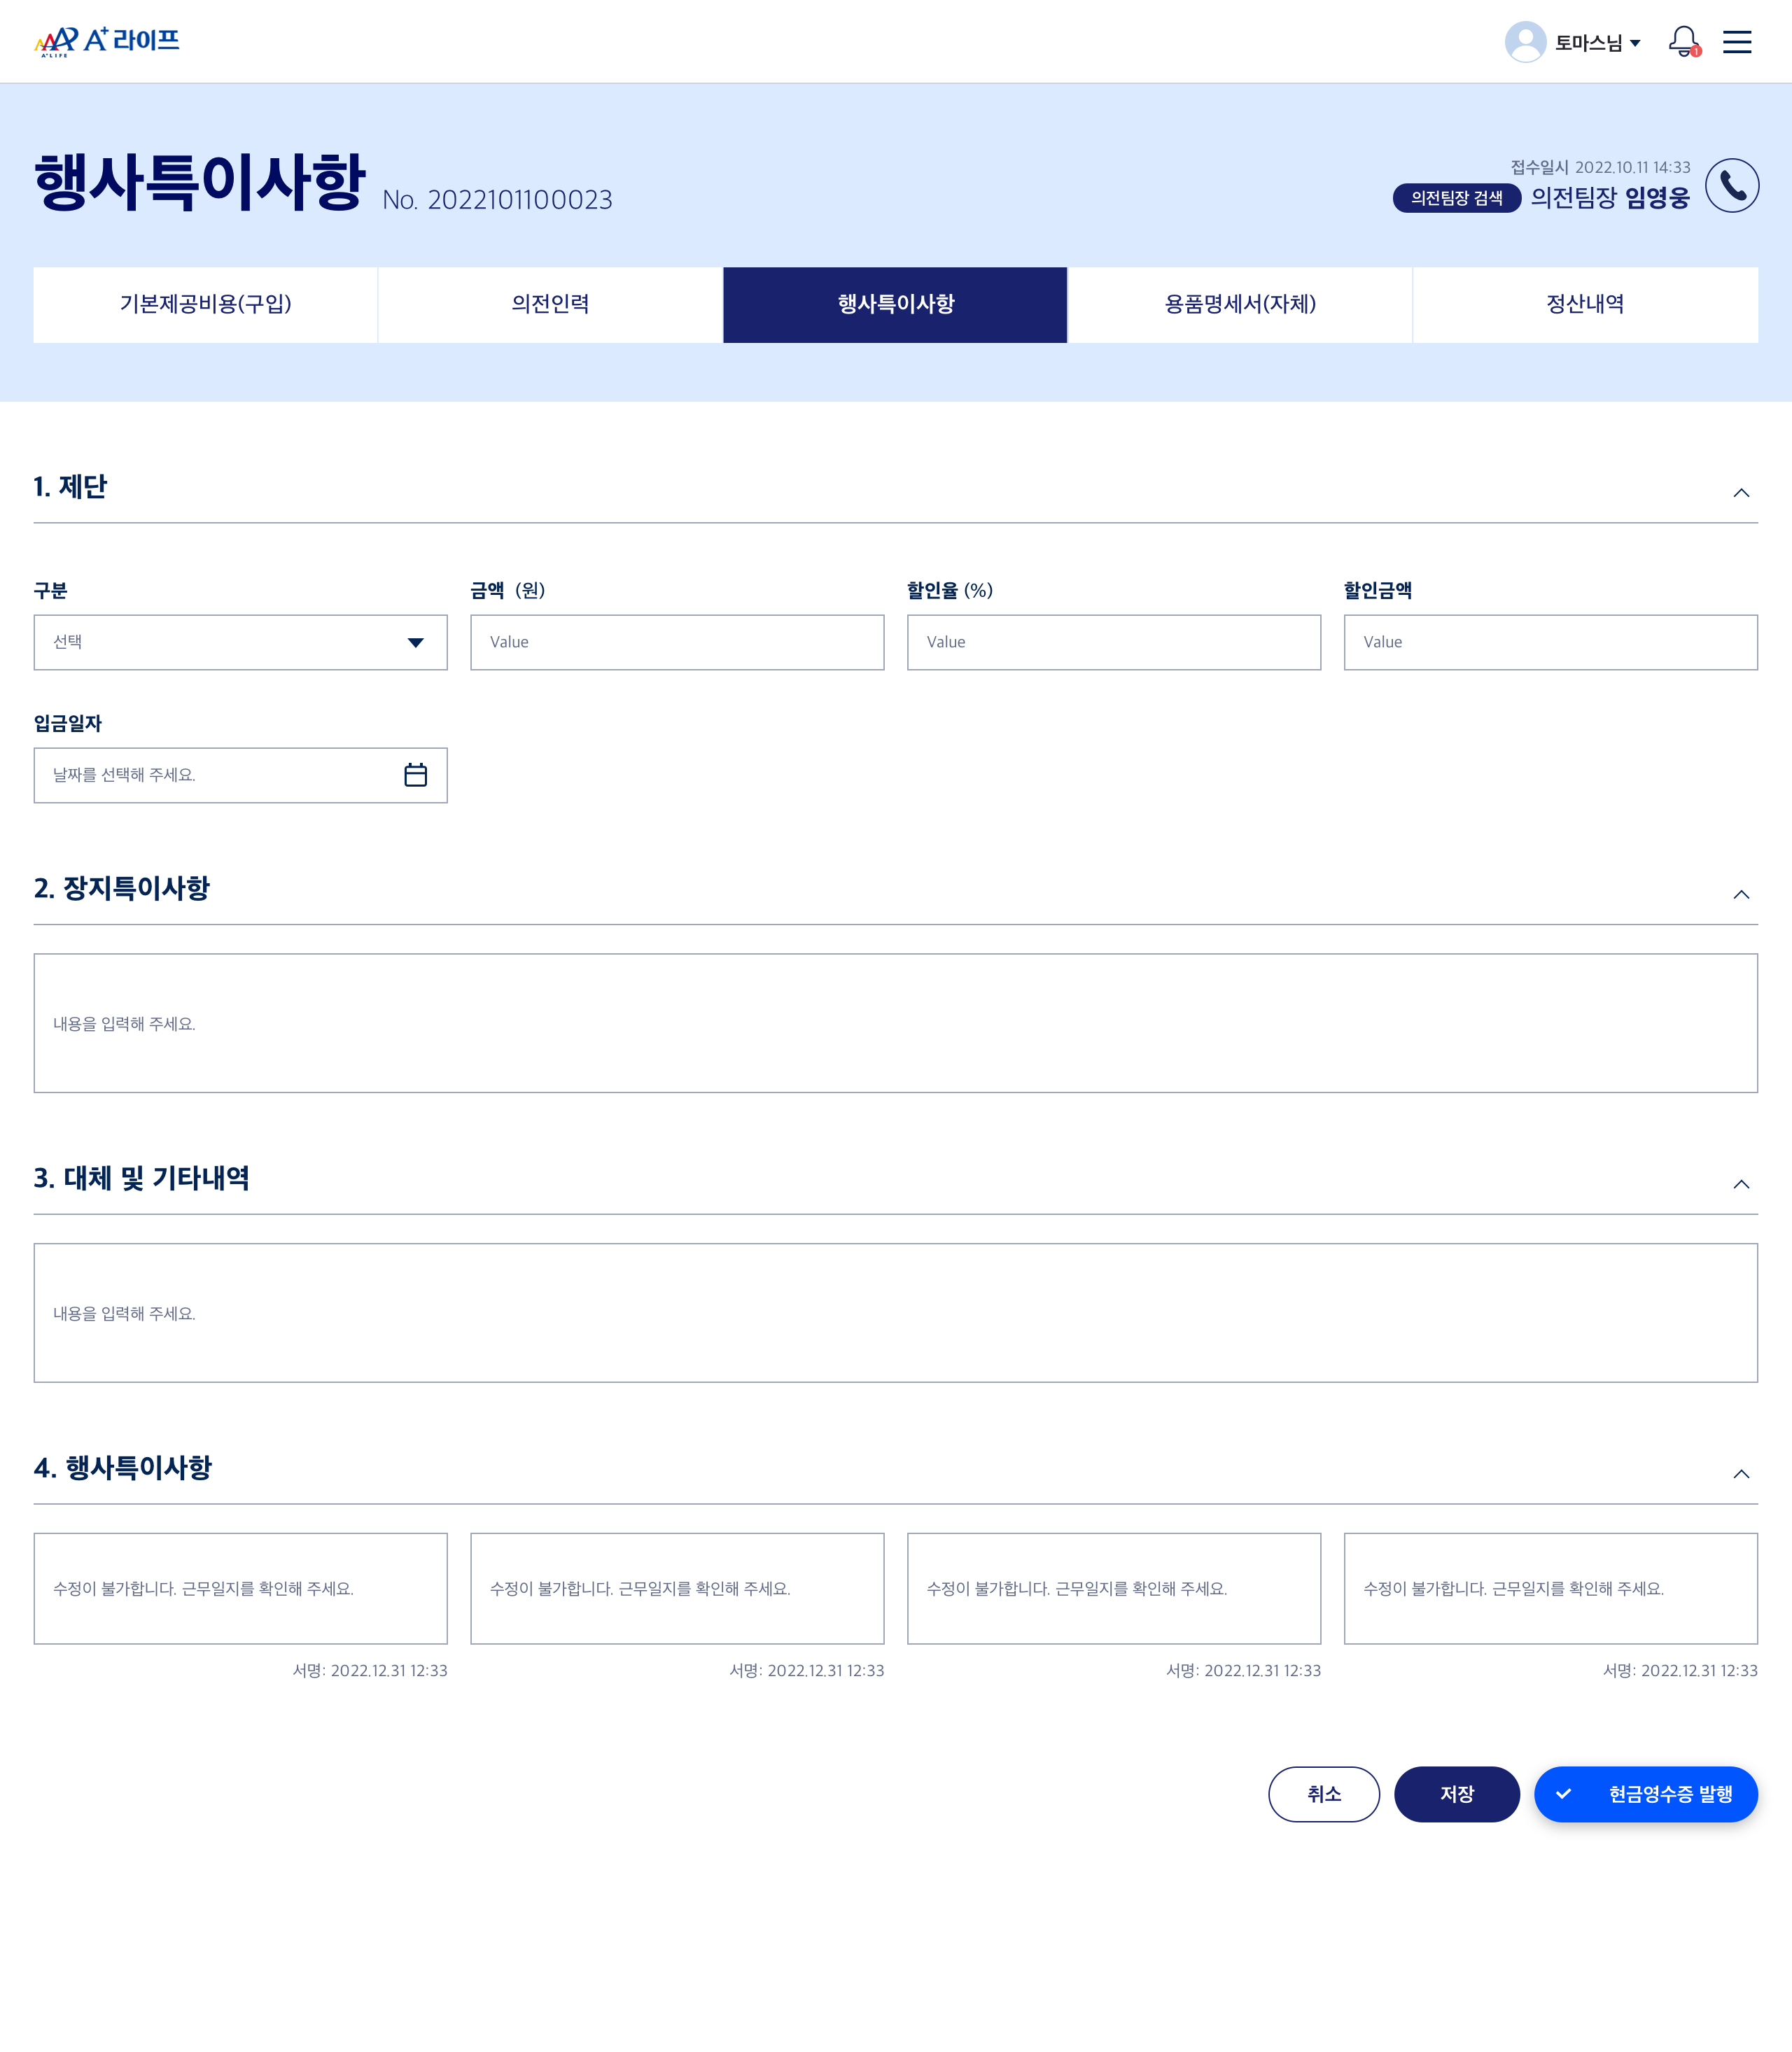 A+ 라이프
A+LIFE
토마스님
1
행사특이사항 No. 2022101100023
접수일시 2022.10.11 14:33
의전팀장 검색 의전팀장 임영웅
기본제공비용(구입) 의전인력 행사특이사항 용품명세서(자체) 정산내역
1. 제단
구분 금액 (원) 할인율 (%) 할인금액
선택 Value Value Value
입금일자
날짜를 선택해 주세요.
2. 장지특이사항
내용을 입력해 주세요.
3. 대체 및 기타내역
내용을 입력해 주세요.
4. 행사특이사항
수정이 불가합니다. 근무일지를 확인해 주세요. 수정이 불가합니다. 근무일지를 확인해 주세요. 수정이 불가합니다. 근무일지를 확인해 주세요. 수정이 불가합니다. 근무일지를 확인해 주세요.
서명: 2022.12.31 12:33 서명: 2022.12.31 12:33 서명: 2022.12.31 12:33 서명: 2022.12.31 12:33
취소 저장 현금영수증 발행